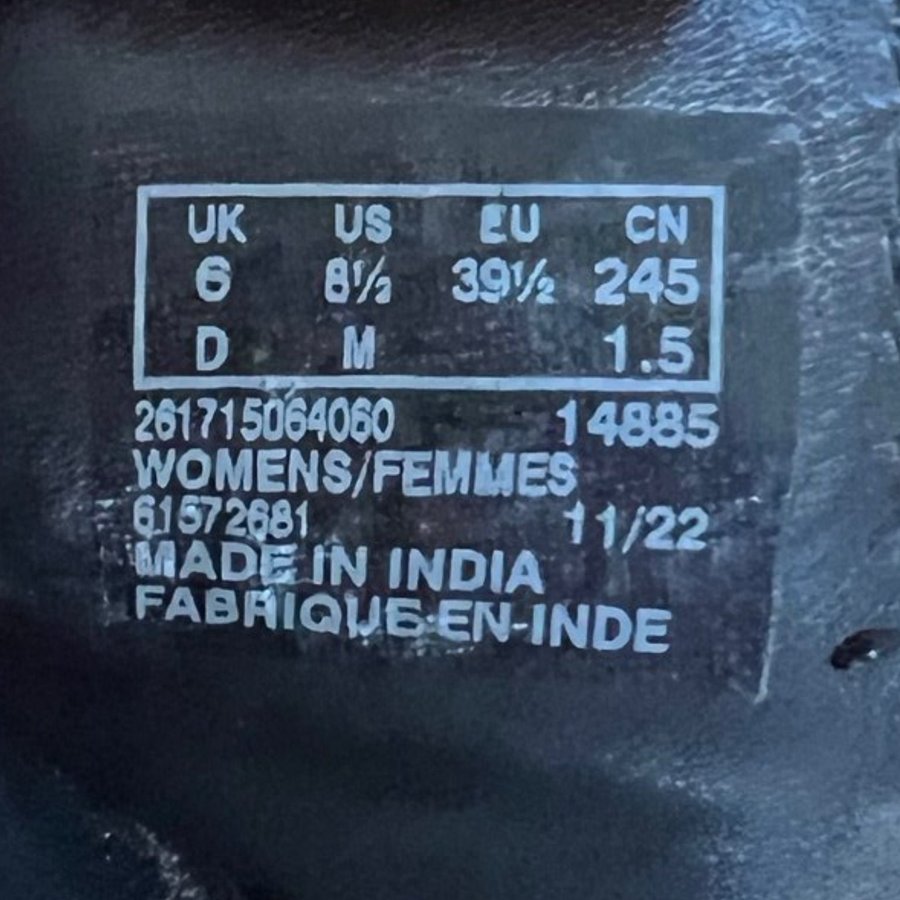 UK US EU CN
6 8½ 39½ 245
D M 1.5
261715064060 14885
WOMENS/FEMMES
61572681 11/22
MADE IN INDIA
FABRIQUE EN INDE